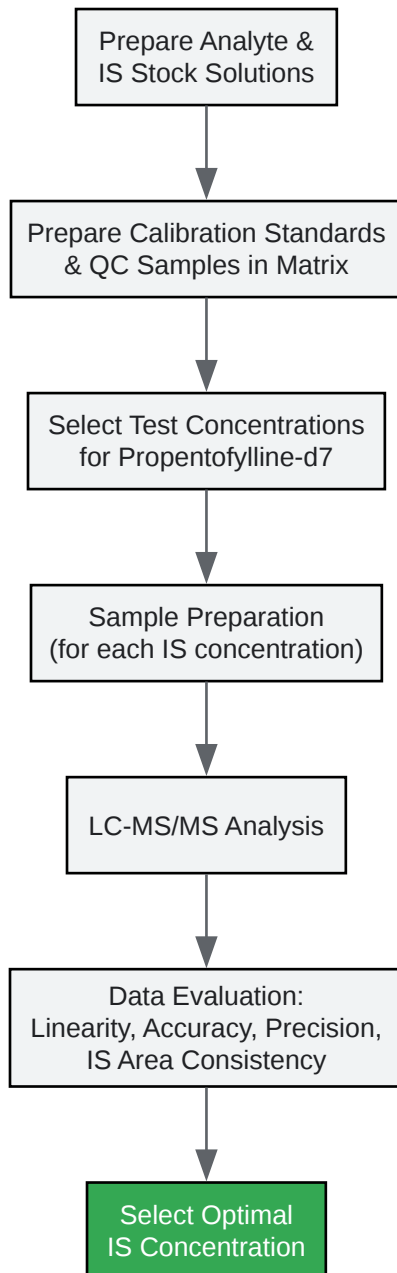 Prepare Analyte &
IS Stock Solutions
Prepare Calibration Standards
& QC Samples in Matrix
Select Test Concentrations
for Propentofylline-d7
Sample Preparation
(for each IS concentration)
LC-MS/MS Analysis
Data Evaluation:
Linearity, Accuracy, Precision,
IS Area Consistency
Select Optimal
IS Concentration